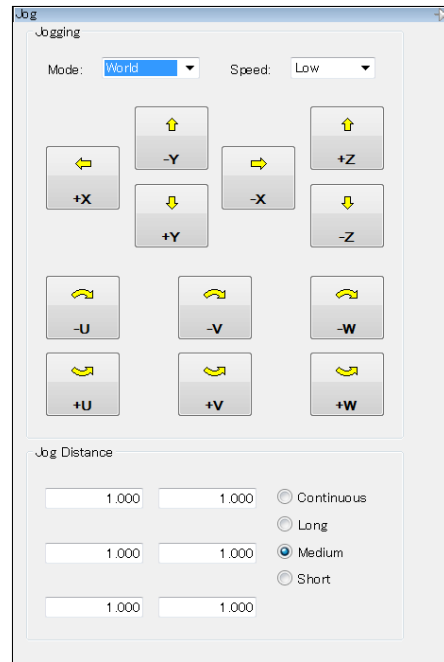 Jog
Jogging
Mode: World Speed: Low
-Y +Z
+X -X
+Y -Z
-U -V -W
+U +V +W
Jog Distance
1.000 1.000 Continuous
Long
1.000 1.000 Medium
Short
1.000 1.000